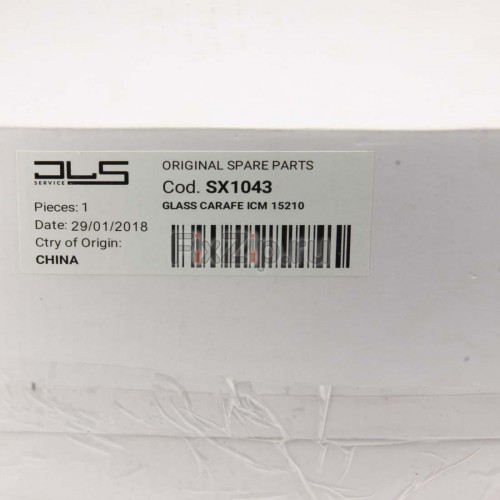 DLS
SERVICE
ORIGINAL SPARE PARTS
Cod. SX1043
GLASS CARAFE ICM 15210
Pieces: 1
Date: 29/01/2018
Ctry of Origin:
CHINA
FixZip.ru